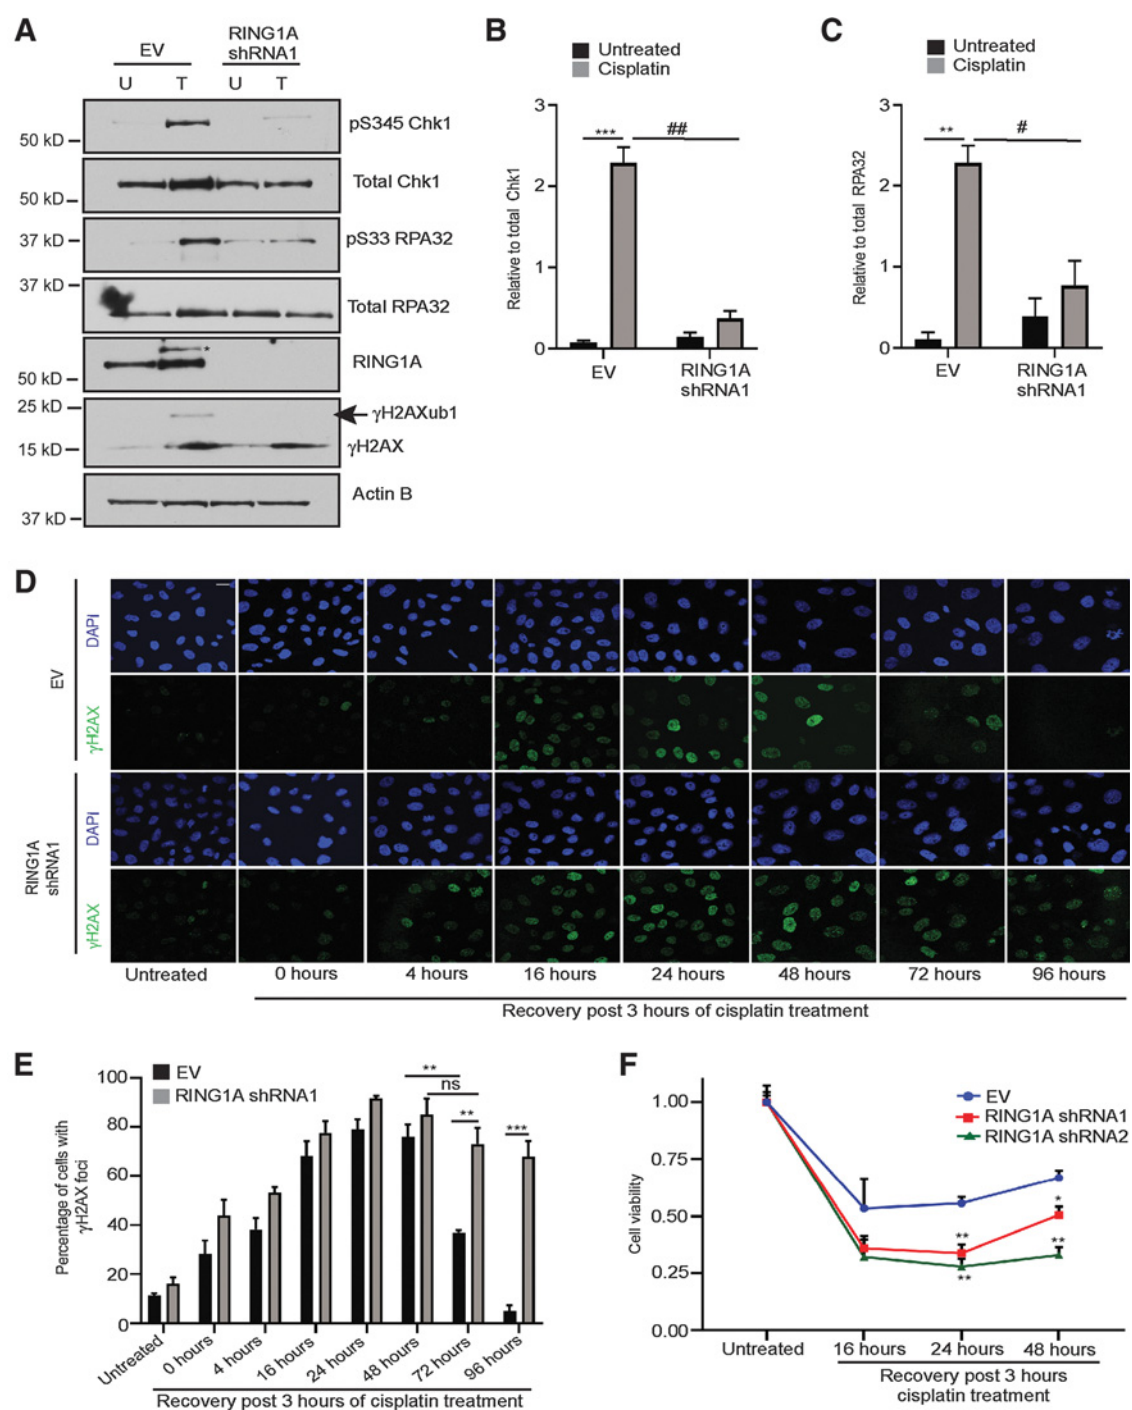 A
EV
RING1A
shRNA1
U T U T
50 kD
pS345 Chk1
50 kD
Total Chk1
37 kD
pS33 RPA32
37 kD
Total RPA32
*
50 kD
RING1A
25 kD
γH2AXub1
15 kD
γH2AX
Actin B
37 kD
B
Untreated
Cisplatin
Relative to total Chk1
3
2
1
0
***
##
EV
RING1A
shRNA1
C
Untreated
Cisplatin
Relative to total RPA32
3
2
1
0
**
#
EV
RING1A
shRNA1
D
EV
DAPI
γH2AX
RING1A
shRNA1
DAPI
γH2AX
Untreated 0 hours 4 hours 16 hours 24 hours 48 hours 72 hours 96 hours
Recovery post 3 hours of cisplatin treatment
E
EV
RING1A shRNA1
Percentage of cells with
γH2AX foci
100
80
60
40
20
0
**
ns
**
***
Untreated 0 hours 4 hours 16 hours 24 hours 48 hours 72 hours 96 hours
Recovery post 3 hours of cisplatin treatment
F
EV
RING1A shRNA1
RING1A shRNA2
Cell viability
1.00
0.75
0.50
0.25
0.00
**
**
*
**
Untreated 16 hours 24 hours 48 hours
Recovery post 3 hours
cisplatin treatment